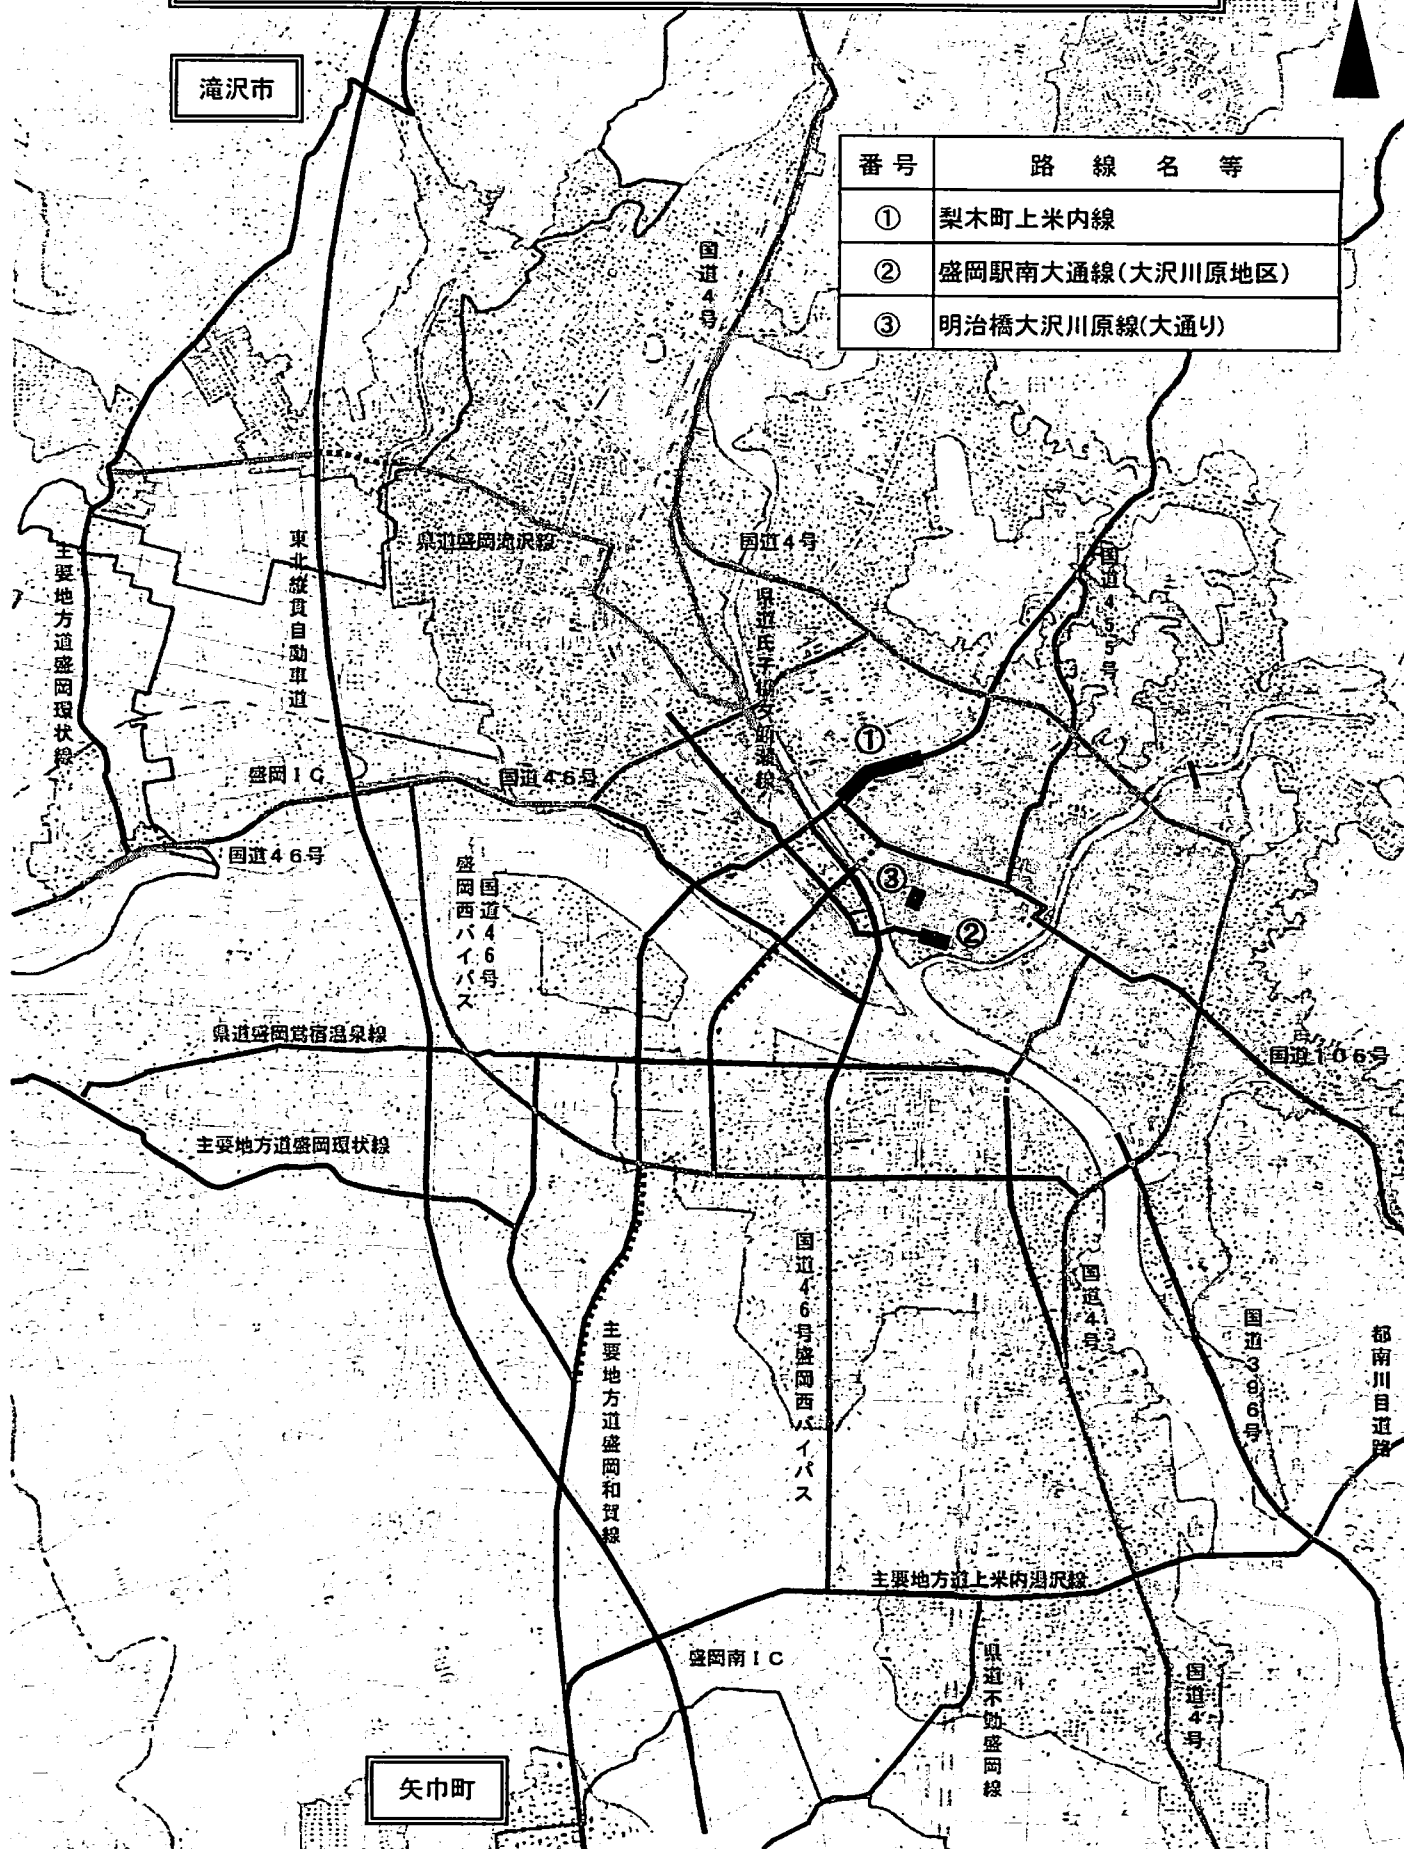 滝沢市
番号 路線名等
① 梨木町上米内線
② 盛岡駅南大通線(大沢川原地区)
③ 明治橋大沢川原線(大通り)
国道4号
県道盛岡滝沢線
国道4号
国道455号
東北縦貫自動車道
主要地方道盛岡環状線
①
盛岡IC
国道46号
国道46号
国道46号
盛岡西バイパス
③
②
県道盛岡鶯宿温泉線
国道106号
主要地方道盛岡環状線
国道46号盛岡西バイパス
国道4号
国道396号
都南川目道路
主要地方道盛岡和賀線
主要地方道上米内湯沢線
盛岡南IC
県道不動盛岡線
国道4号
矢巾町